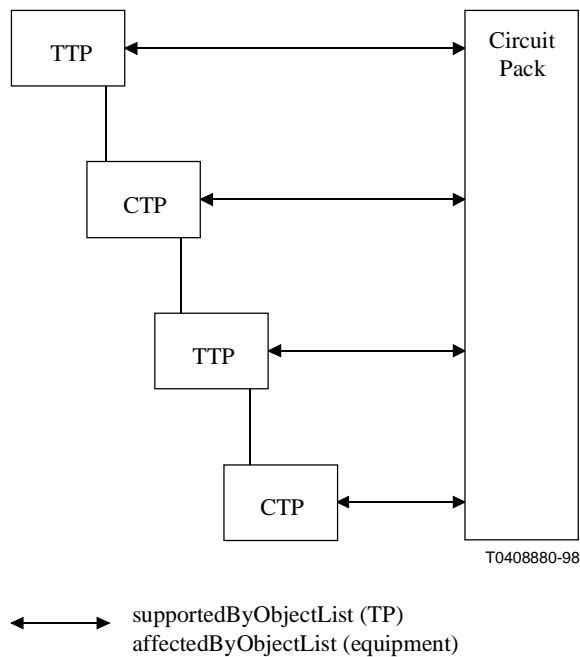 TTP
Circuit
Pack
CTP
TTP
CTP
T0408880-98
supportedByObjectList (TP)
affectedByObjectList (equipment)